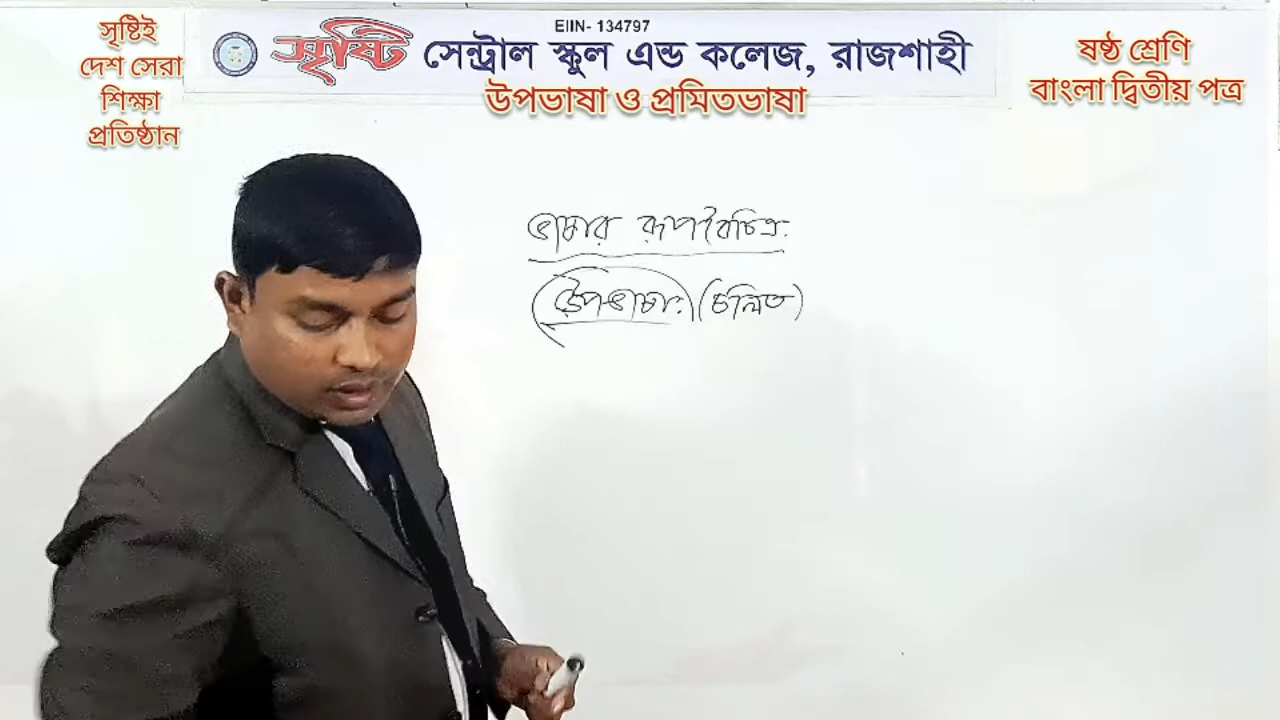 সৃষ্টিই
দেশ সেরা
শিক্ষা
প্রতিষ্ঠান
EIIN- 134797
সৃষ্টি সেন্ট্রাল স্কুল এন্ড কলেজ, রাজশাহী
উপভাষা ও প্রমিতভাষা
ষষ্ঠ শ্রেণি
বাংলা দ্বিতীয় পত্র
ভাষার রূপবৈচিত্র
উপভাষা (চলিত)